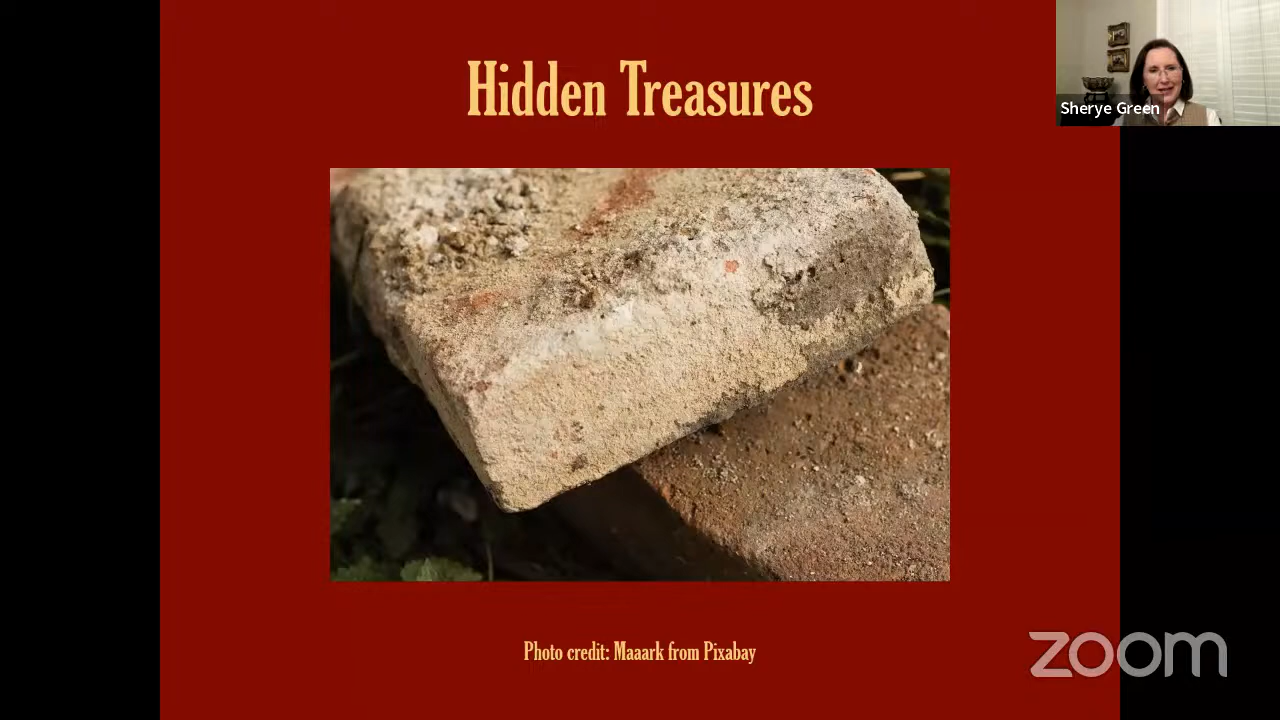 Hidden Treasures
Sherye Green
Photo credit: Maaark from Pixabay
zoom